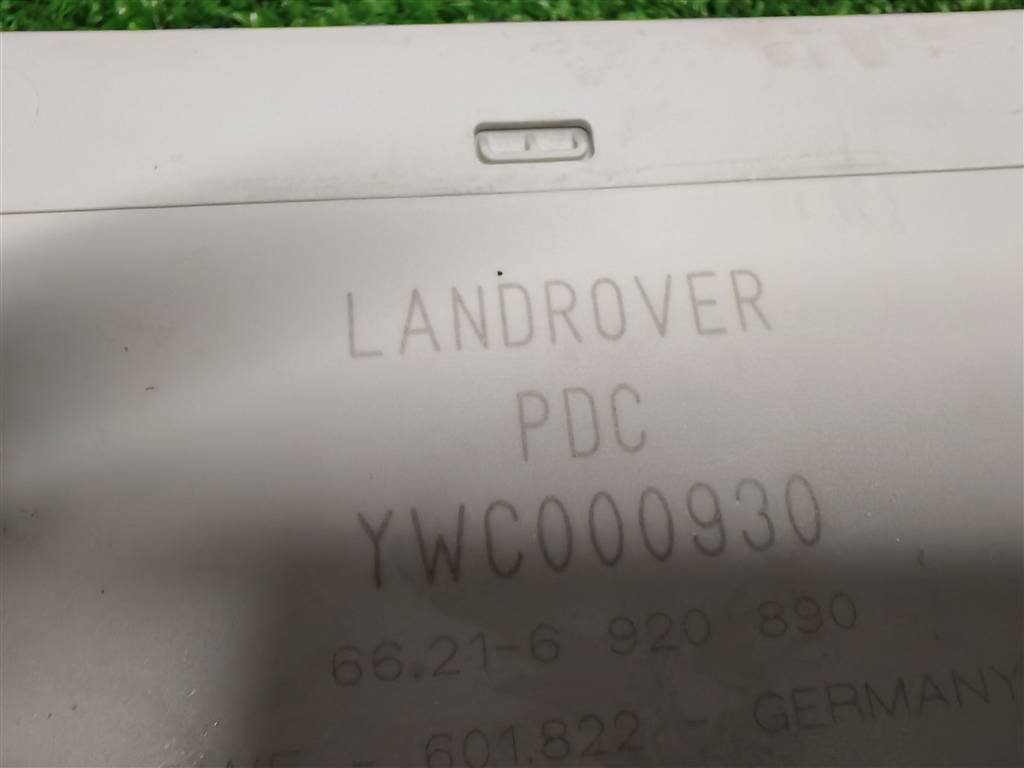 LANDROVER
PDC
YWC000930
66.21-6 920 890
- 601.822 - GERMANY